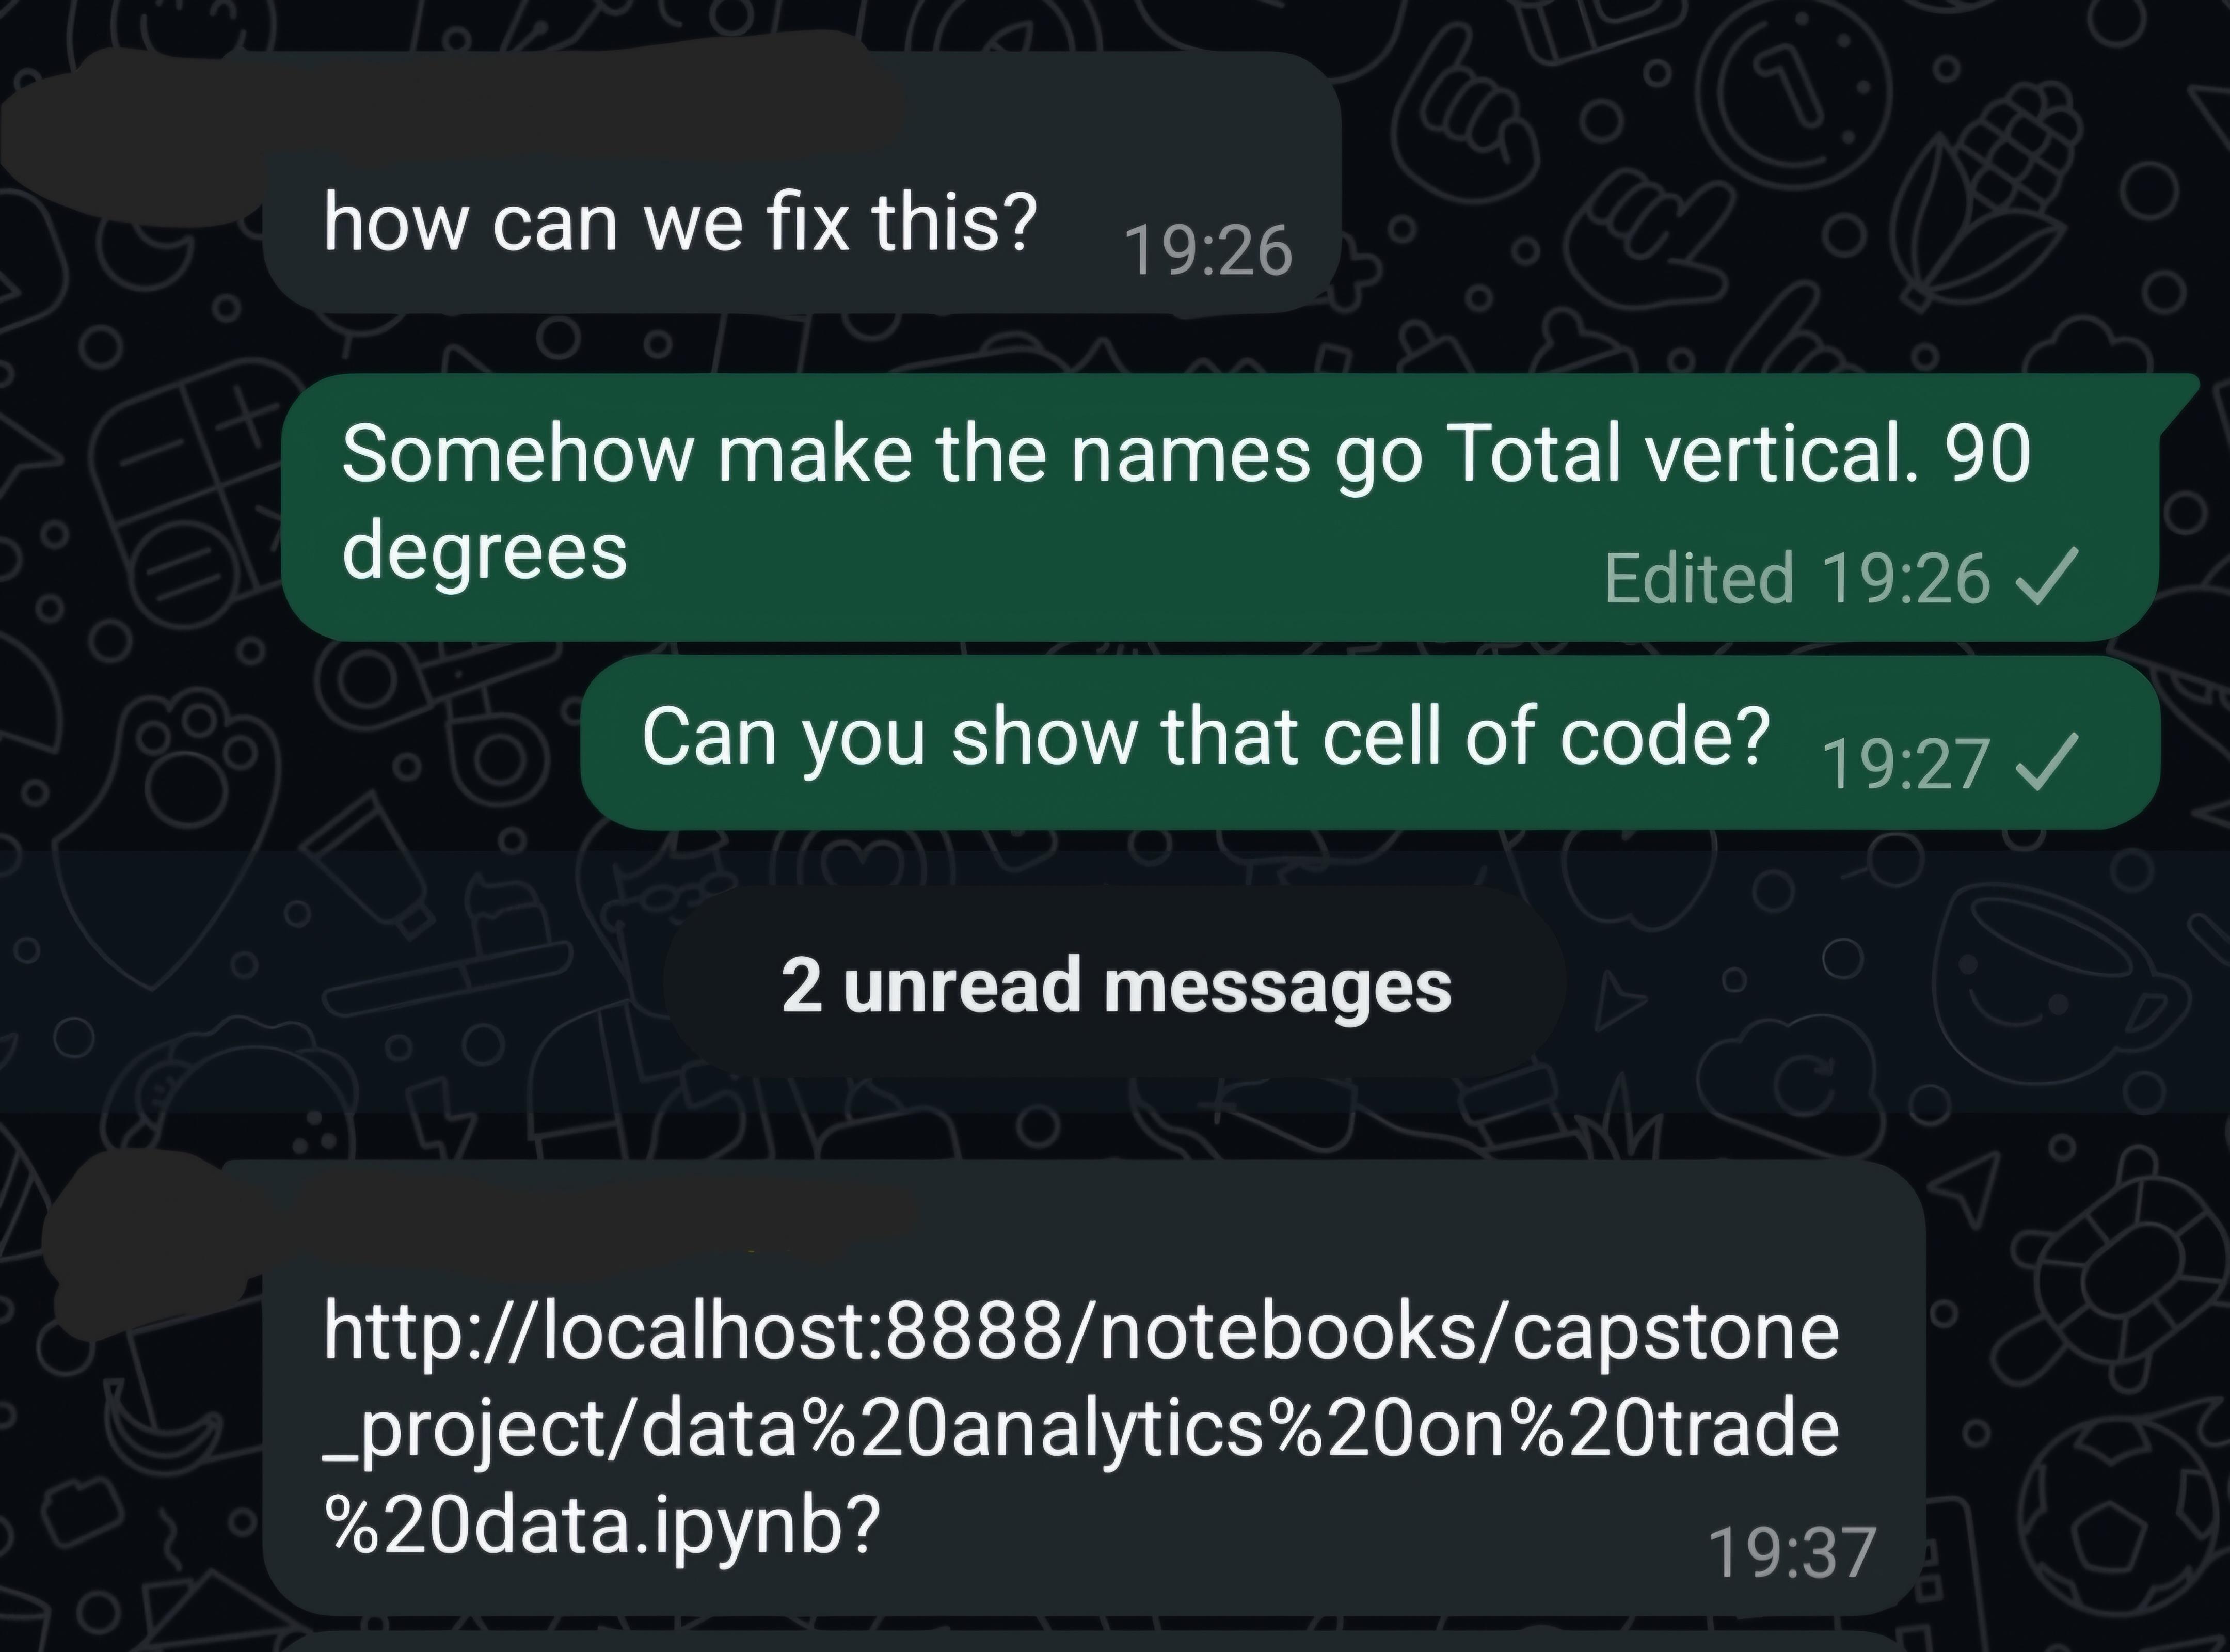 how can we fix this?
19:26
Somehow make the names go Total vertical. 90
degrees
Edited 19:26
Can you show that cell of code?
19:27
2 unread messages
http://localhost:8888/notebooks/capstone
_project/data%20analytics%20on%20trade
%20data.ipynb?
19:37